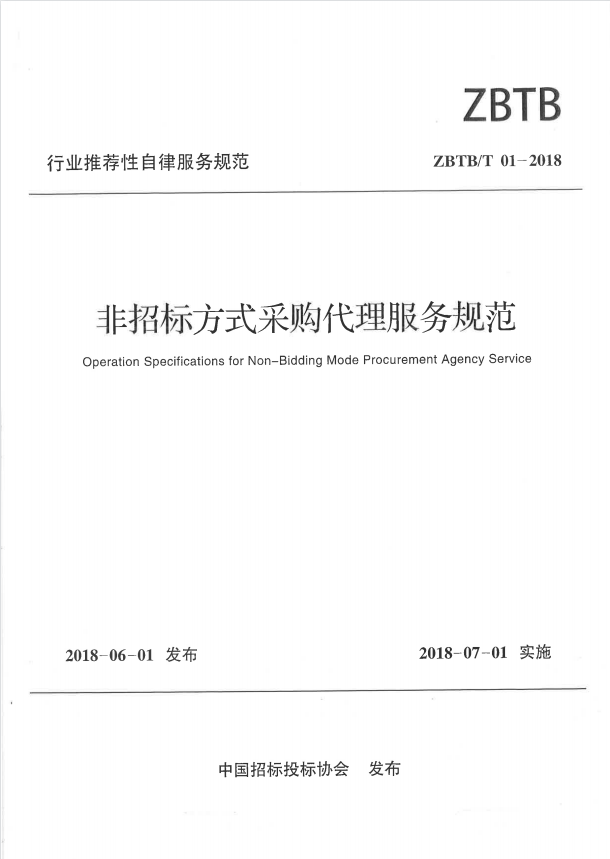 ZBTB
行业推荐性自律服务规范 ZBTB/T 01-2018
非招标方式采购代理服务规范
Operation Specifications for Non-Bidding Mode Procurement Agency Service
2018-06-01 发布 2018-07-01 实施
中国招标投标协会 发布